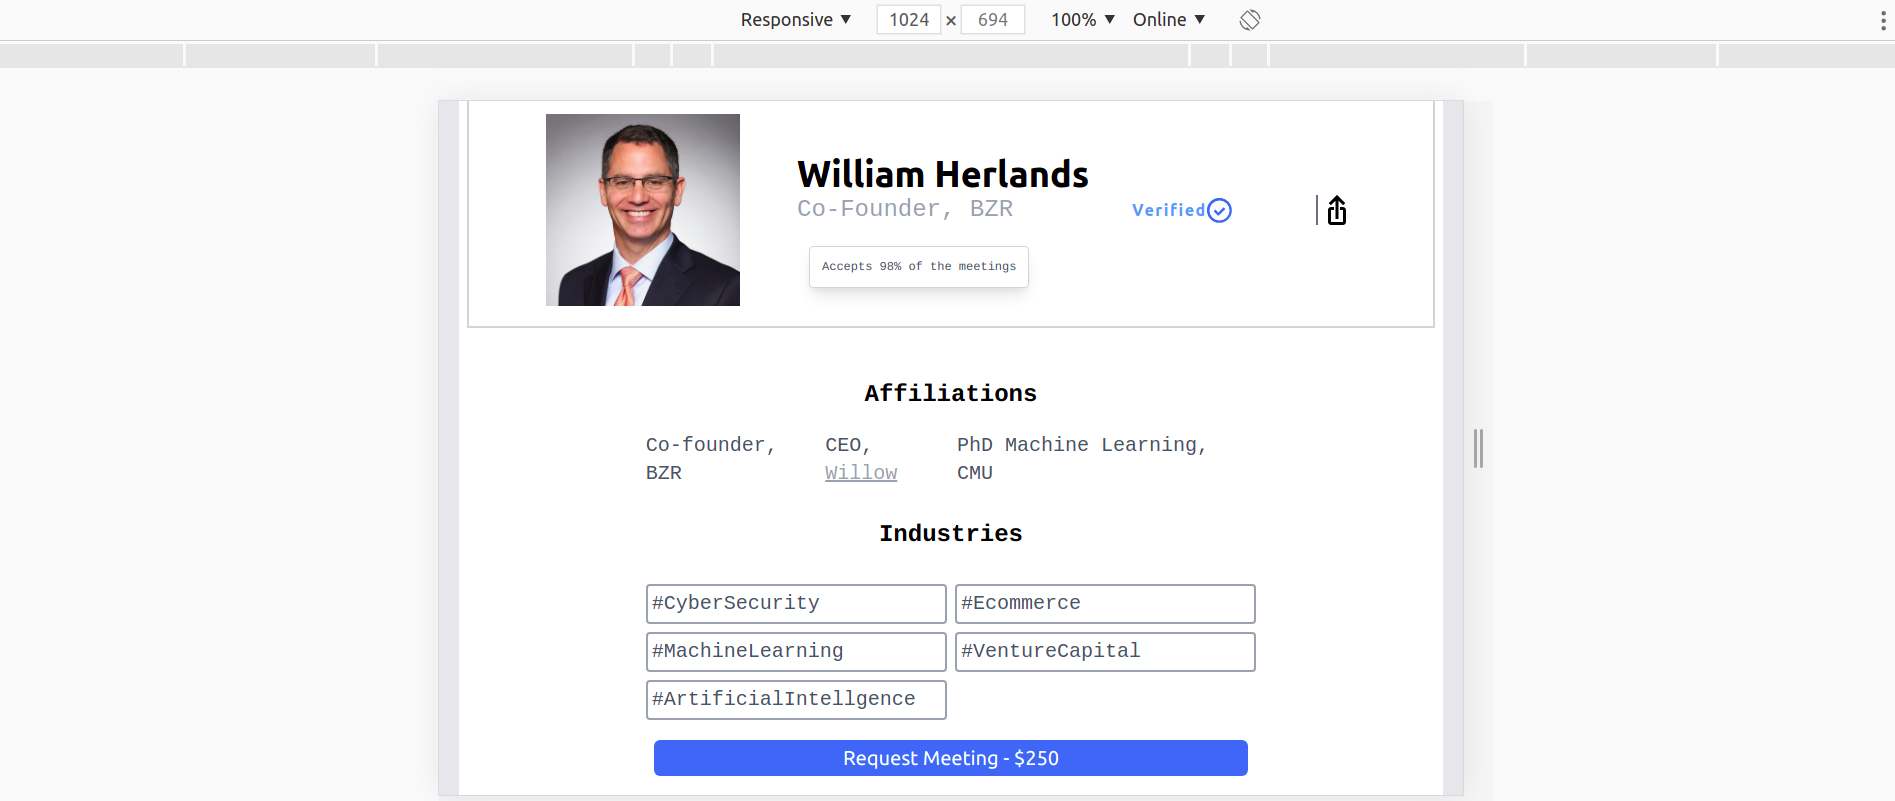 Responsive ▼ 1024 × 694 100% ▼ Online ▼
William Herlands
Co-Founder, BZR
Verified
Accepts 98% of the meetings
Affiliations
Co-founder,
BZR
CEO,
Willow
PhD Machine Learning,
CMU
Industries
#CyberSecurity
#Ecommerce
#MachineLearning
#VentureCapital
#ArtificialIntellgence
Request Meeting - $250